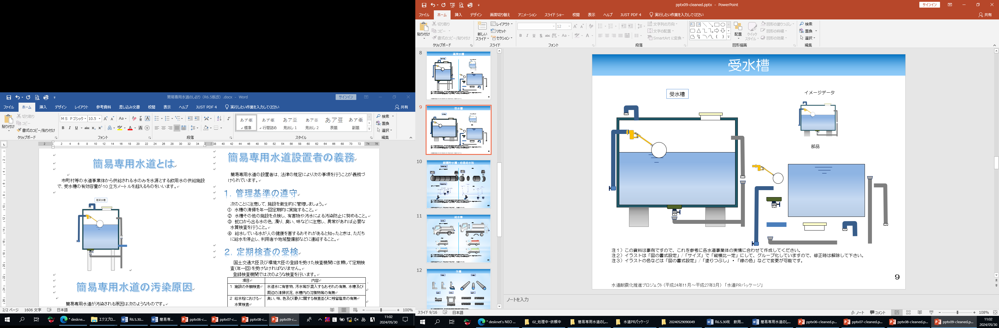 簡易専用水道のしおり（R6.5版改）.docx - Word
サインイン
ファイル ホーム 挿入 デザイン レイアウト 参考資料 差し込み文書 校閲 表示 ヘルプ JUST PDF 4 実行したい作業を入力してください 共有
貼り付け
切り取り
コピー
書式のコピー/貼り付け
クリップボード
ＭＳ Ｐゴシック 10.5
フォント
段落
あア亜 あア亜 あア亜 あア亜 あア亜 あア亜
標準 行間詰め 見出し 1 見出し 2 表題 副題
スタイル
検索
置換
選択
編集
簡易専用水道とは
市町村等の水道事業体から供給される水のみを水源とする飲用水の供給施設
で、受水槽の有効容量が10立方メートルを超えるものをいいます。
高架水槽
簡易専用水道の汚染原因
簡易専用水道が汚染される原因は次のようなものです。
簡易専用水道設置者の義務
簡易専用水道の設置者は、法律の規定により次の事項を行うことが義務づ
けられています。
１．管理基準の遵守
次のことに注意して、施設を衛生的に管理しましょう。
① 水槽の清掃を年一回定期的に実施すること。
② 水槽その他の施設を点検し、有害物や汚水による汚染防止に努めること。
③ 蛇口から出る水の色、濁り、臭い、味などに注意し、異常があれば必要な
水質検査を行うこと。
④ 給水している水が人の健康を害するおそれがあると知ったときは、ただち
に給水を停止し、利用者や地域整備部などに連絡すること。
２．定期検査の受検
国土交通大臣及び環境大臣の登録を受けた検査機関に依頼して定期検
査（年一回）を受けなければなりません。
登録検査機関では次のような検査を行います。
項目 内容
１ 施設の外観検査 水道水に有害物、汚水等が混入するおそれの有無、水槽及び
周辺の清掃状況、水槽内の沈積物等の有無
２ 給水栓における 臭い、味、色及び濁りに関する検査並びに残留塩素の有無
水質検査
2/2 ページ 1606 文字 日本語
100%
* deskne... エクスプロ... R6.5.30... 簡易専... pptx06-c... pptx07-c... pptx08-c... pptx09-c...
11:02
2024/05/30
pptx09-cleaned.pptx - PowerPoint
サインイン
ファイル ホーム 挿入 デザイン 画面切り替え アニメーション スライド ショー 校閲 表示 ヘルプ JUST PDF 4 実行したい作業を入力してください 共有
貼り付け
切り取り
コピー
書式のコピー/貼り付け
クリップボード
新しい
スライド
レイアウト
リセット
セクション
スライド
12
フォント
文字列の方向
文字の配置
SmartArt に変換
段落
配置
クイック
スタイル
図形の塗りつぶし
図形の枠線
図形の効果
図形描画
検索
置換
選択
編集
8
高架水槽
9
受水槽
10
耐震貯水槽・応急給水栓
11
給水車
12
受水槽
受水槽
イメージデータ
部品
注１）この資料は事例ですので、これを参考に各水道事業体の実情に合わせて作成してください。
注２）イラストは「図の書式設定」/「サイズ」で「縦横比一定」にして、グループ化していますので、修正時は解除して下さい。
注３）イラストの色などは「図の書式設定」/「塗りつぶし」・「線の色」などで変更が可能です。
9
水道耐震化推進プロジェクト（平成24年11月～平成27年3月）「水道PRパッケージ」
ノートを入力
スライド 9/16 日本語
ノート コメント 108%
* desknet's NEO ... 02_処理中・依頼中 簡易専用水道のし... 水道PRパッケージ 20240529090049 R6.5.30改 飲用... 簡易専用水道のし... pptx06-cleaned.p... pptx07-cleaned.p... pptx08-cleaned.p... pptx09-cleaned.p...
11:02
2024/05/30